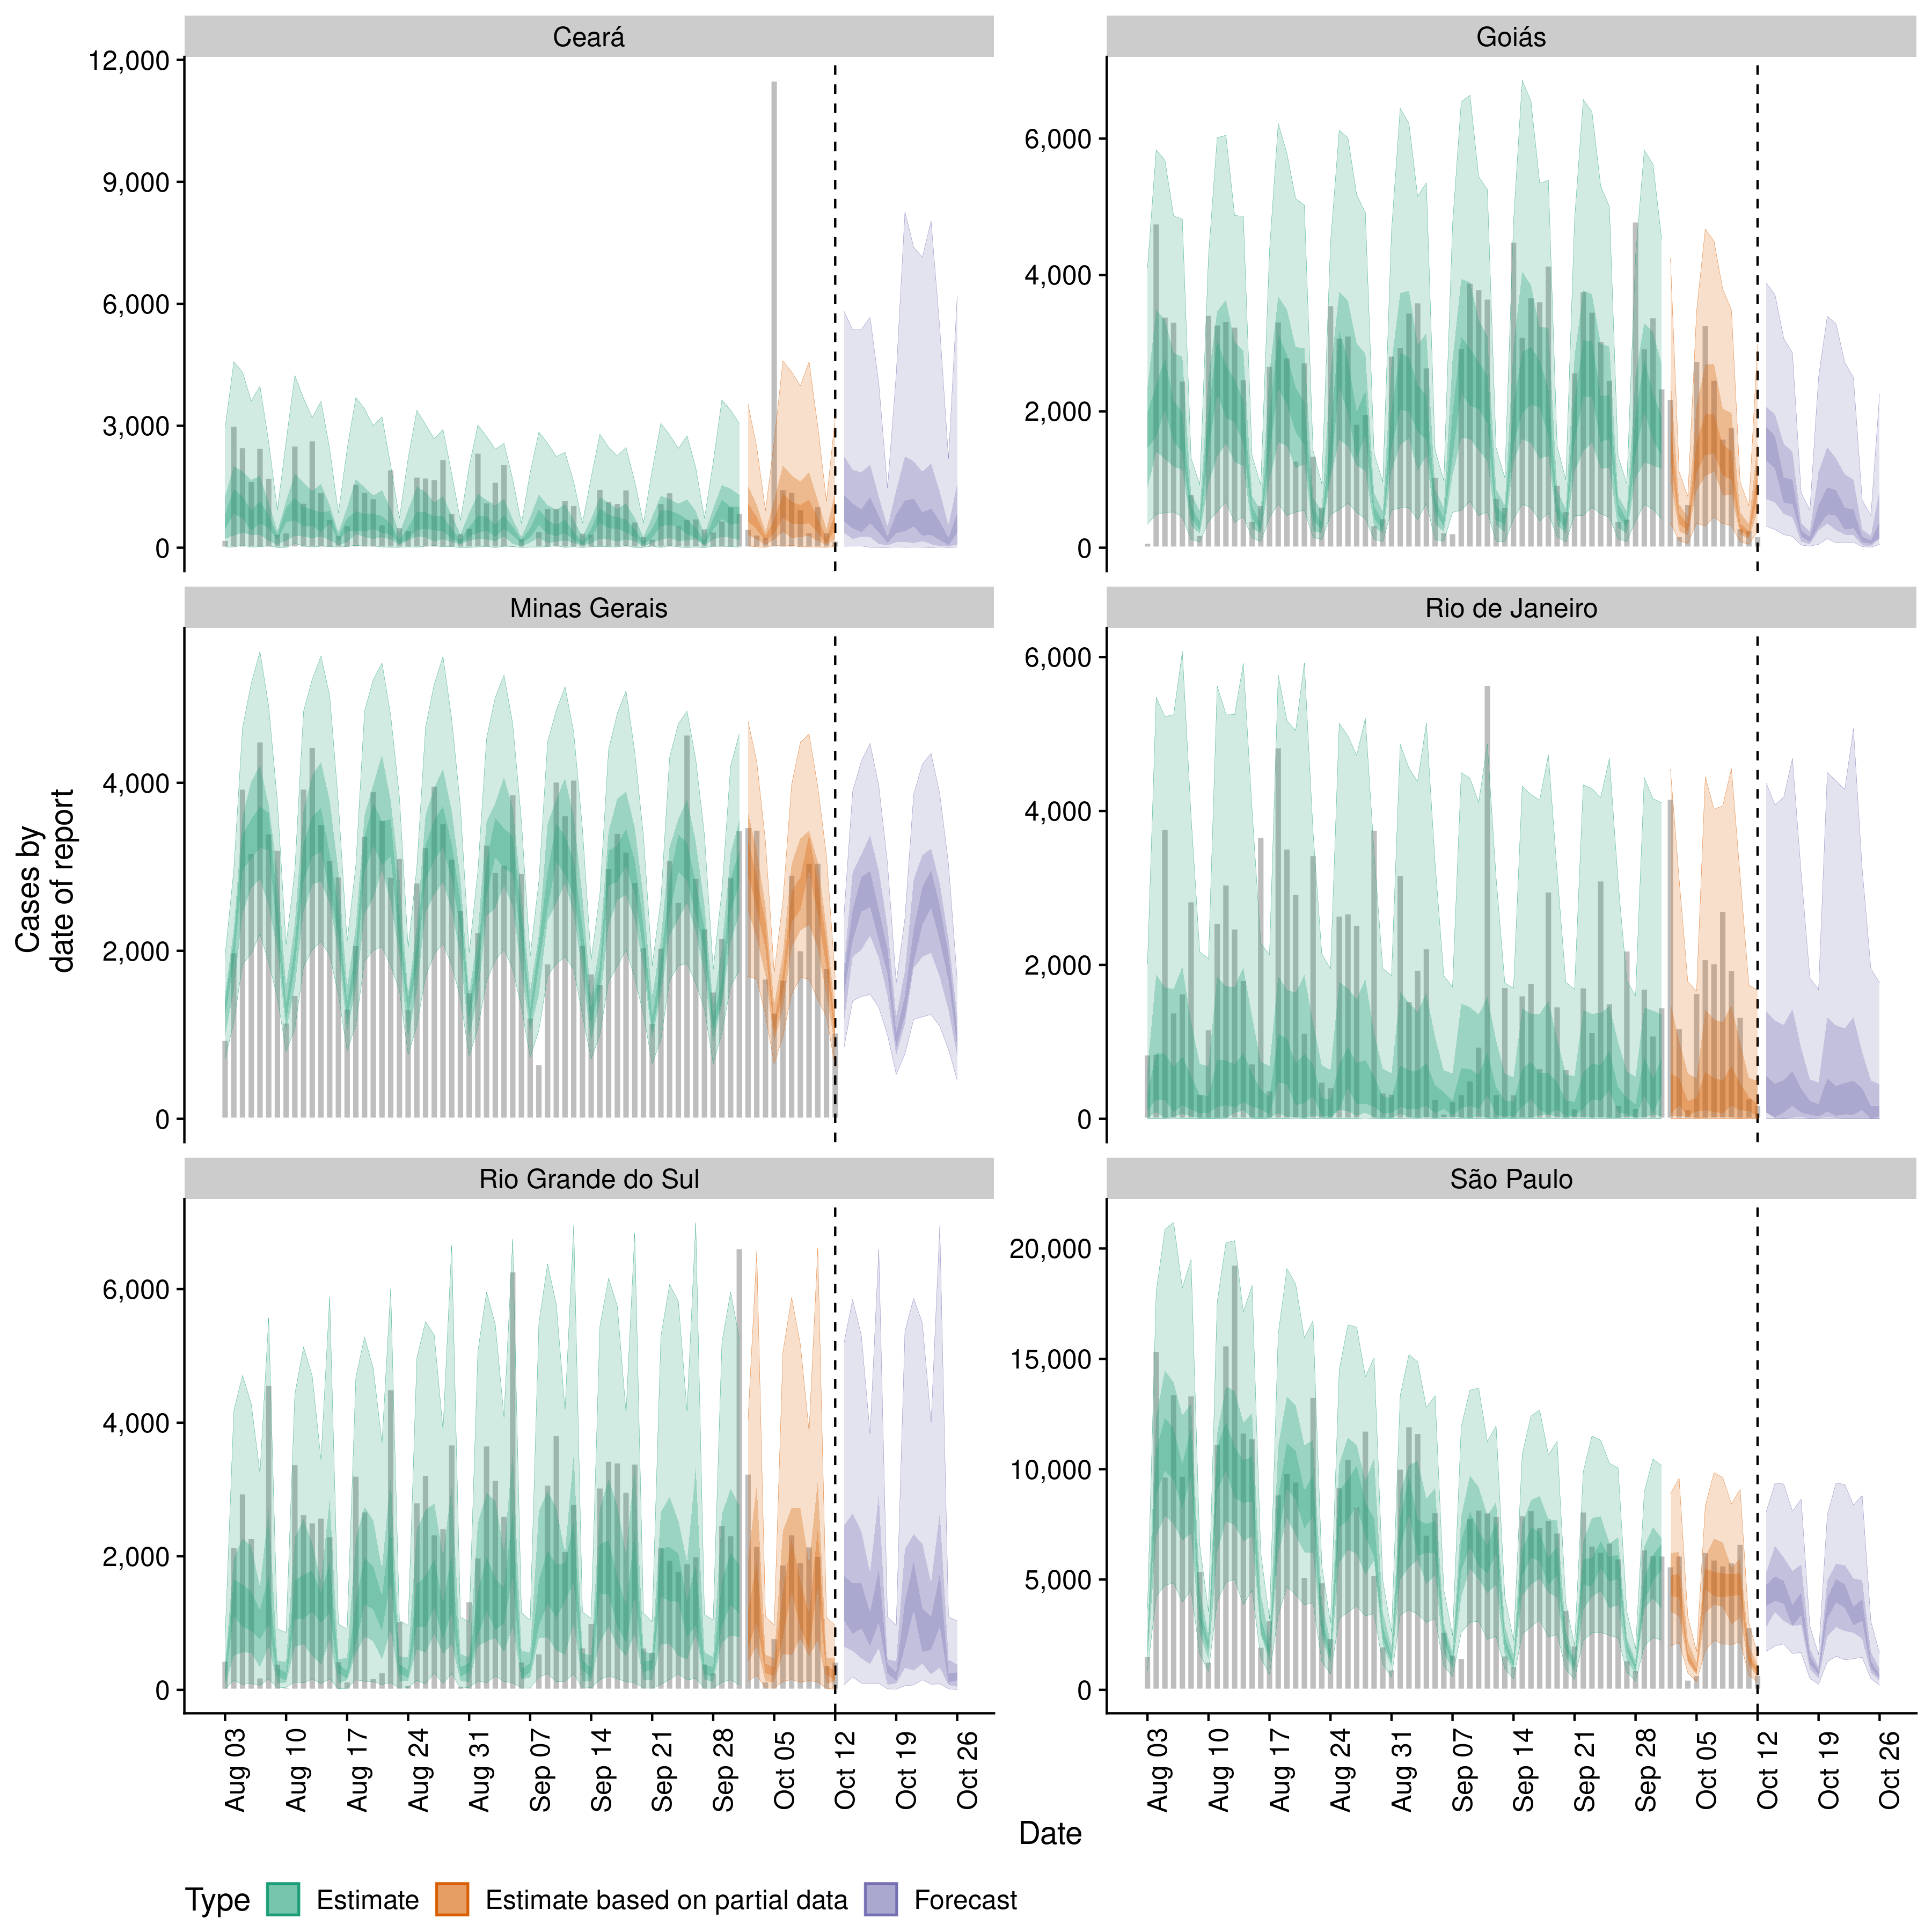 Ceará
Goiás
12,000
9,000
6,000
3,000
0
6,000
4,000
2,000
0
Minas Gerais
Rio de Janeiro
4,000
2,000
0
6,000
4,000
2,000
0
Cases by
date of report
Rio Grande do Sul
São Paulo
6,000
4,000
2,000
0
20,000
15,000
10,000
5,000
0
Aug 03
Aug 10
Aug 17
Aug 24
Aug 31
Sep 07
Sep 14
Sep 21
Sep 28
Oct 05
Oct 12
Oct 19
Oct 26
Aug 03
Aug 10
Aug 17
Aug 24
Aug 31
Sep 07
Sep 14
Sep 21
Sep 28
Oct 05
Oct 12
Oct 19
Oct 26
Date
Type Estimate Estimate based on partial data Forecast